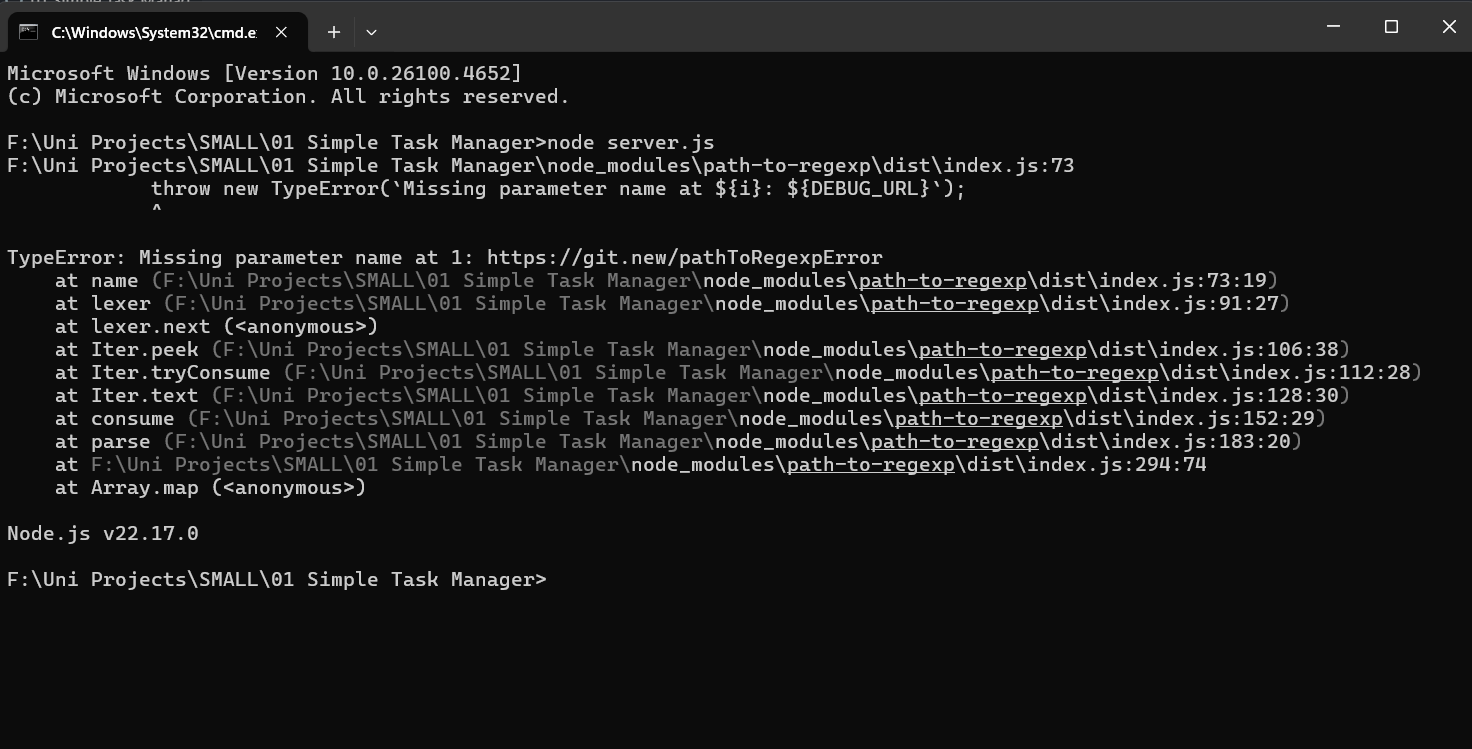 C:\Windows\System32\cmd.e
Microsoft Windows [Version 10.0.26100.4652]
(c) Microsoft Corporation. All rights reserved.
F:\Uni Projects\SMALL\01 Simple Task Manager>node server.js
F:\Uni Projects\SMALL\01 Simple Task Manager\node_modules\path-to-regexp\dist\index.js:73
            throw new TypeError(`Missing parameter name at ${i}: ${DEBUG_URL}`);
            ^
TypeError: Missing parameter name at 1: https://git.new/pathToRegexpError
    at name (F:\Uni Projects\SMALL\01 Simple Task Manager\node_modules\path-to-regexp\dist\index.js:73:19)
    at lexer (F:\Uni Projects\SMALL\01 Simple Task Manager\node_modules\path-to-regexp\dist\index.js:91:27)
    at lexer.next (<anonymous>)
    at Iter.peek (F:\Uni Projects\SMALL\01 Simple Task Manager\node_modules\path-to-regexp\dist\index.js:106:38)
    at Iter.tryConsume (F:\Uni Projects\SMALL\01 Simple Task Manager\node_modules\path-to-regexp\dist\index.js:112:28)
    at Iter.text (F:\Uni Projects\SMALL\01 Simple Task Manager\node_modules\path-to-regexp\dist\index.js:128:30)
    at consume (F:\Uni Projects\SMALL\01 Simple Task Manager\node_modules\path-to-regexp\dist\index.js:152:29)
    at parse (F:\Uni Projects\SMALL\01 Simple Task Manager\node_modules\path-to-regexp\dist\index.js:183:20)
    at F:\Uni Projects\SMALL\01 Simple Task Manager\node_modules\path-to-regexp\dist\index.js:294:74
    at Array.map (<anonymous>)
Node.js v22.17.0
F:\Uni Projects\SMALL\01 Simple Task Manager>